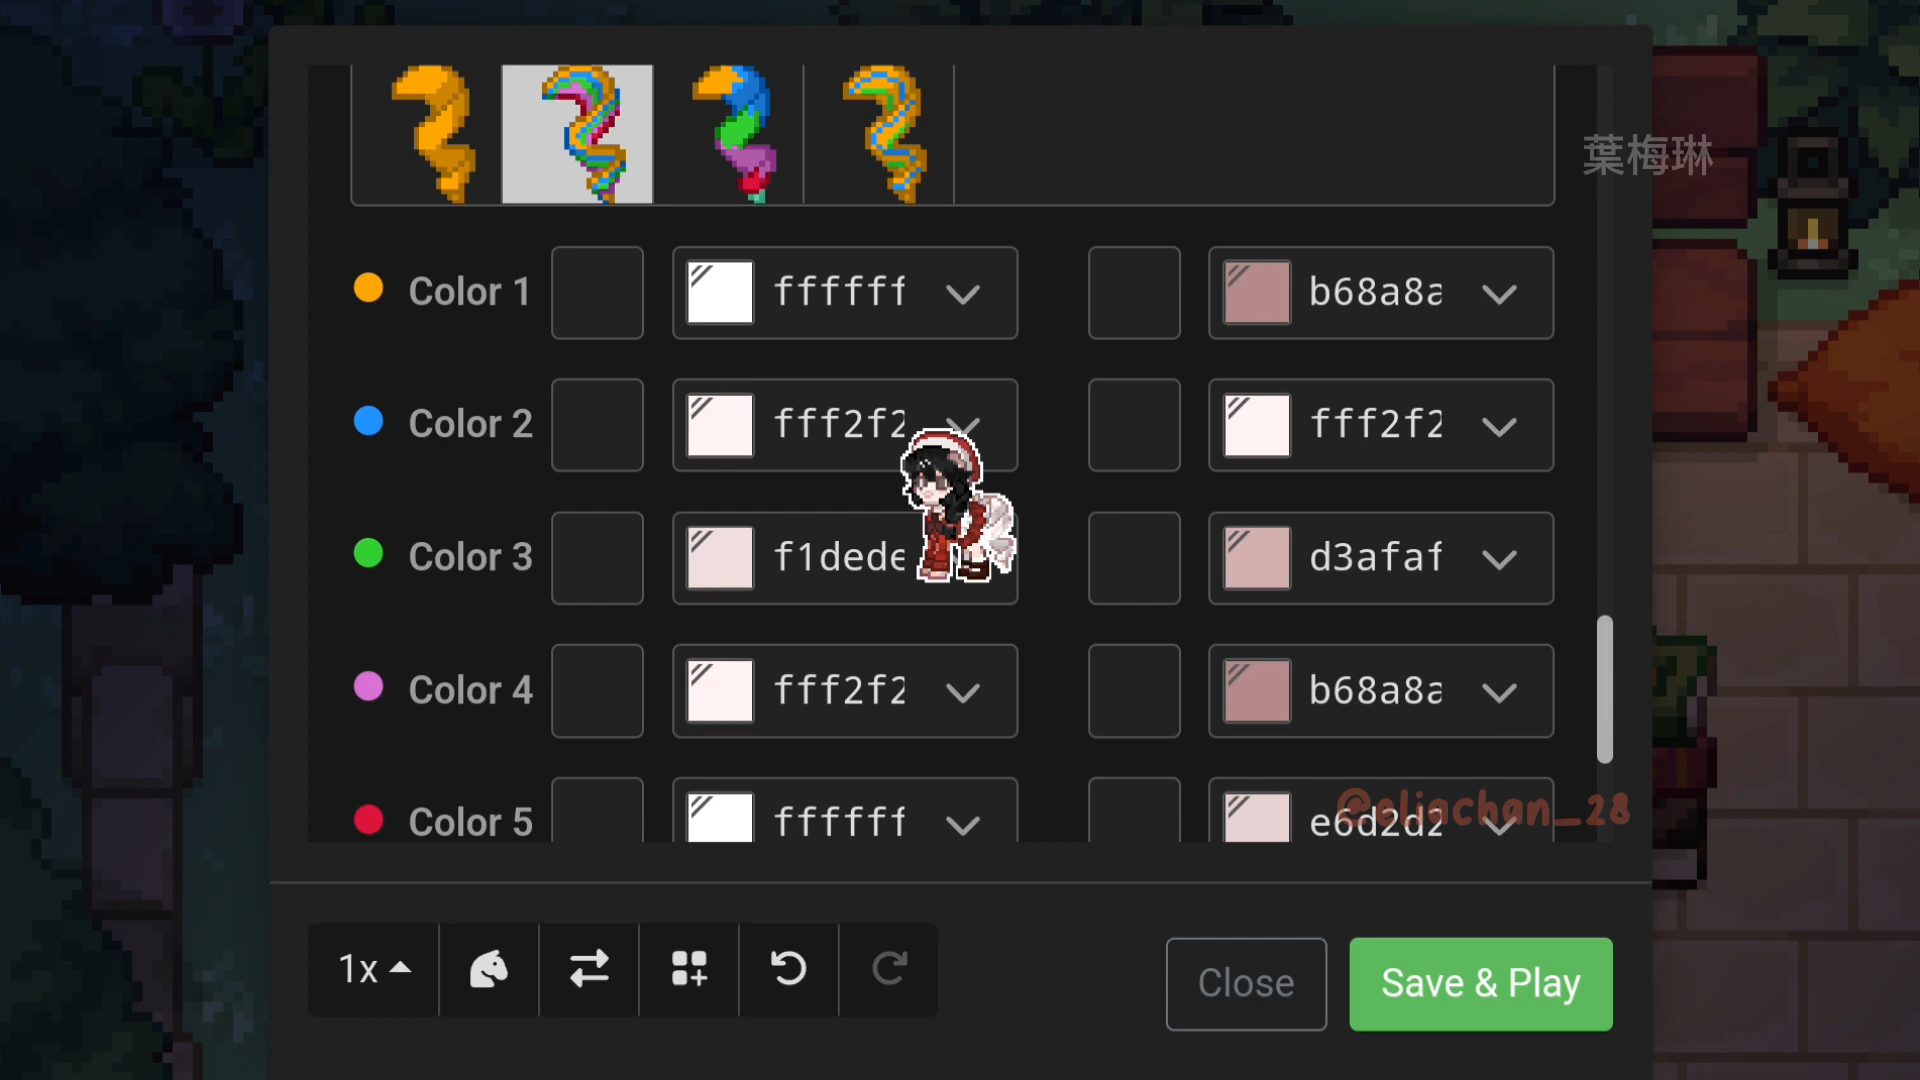 葉梅琳
Color 1 ffffff b68a8a
Color 2 fff2f2 fff2f2
Color 3 f1dede d3afaf
Color 4 fff2f2 b68a8a
Color 5 ffffff e6d2d2
@eliachan_28
1x Close Save & Play